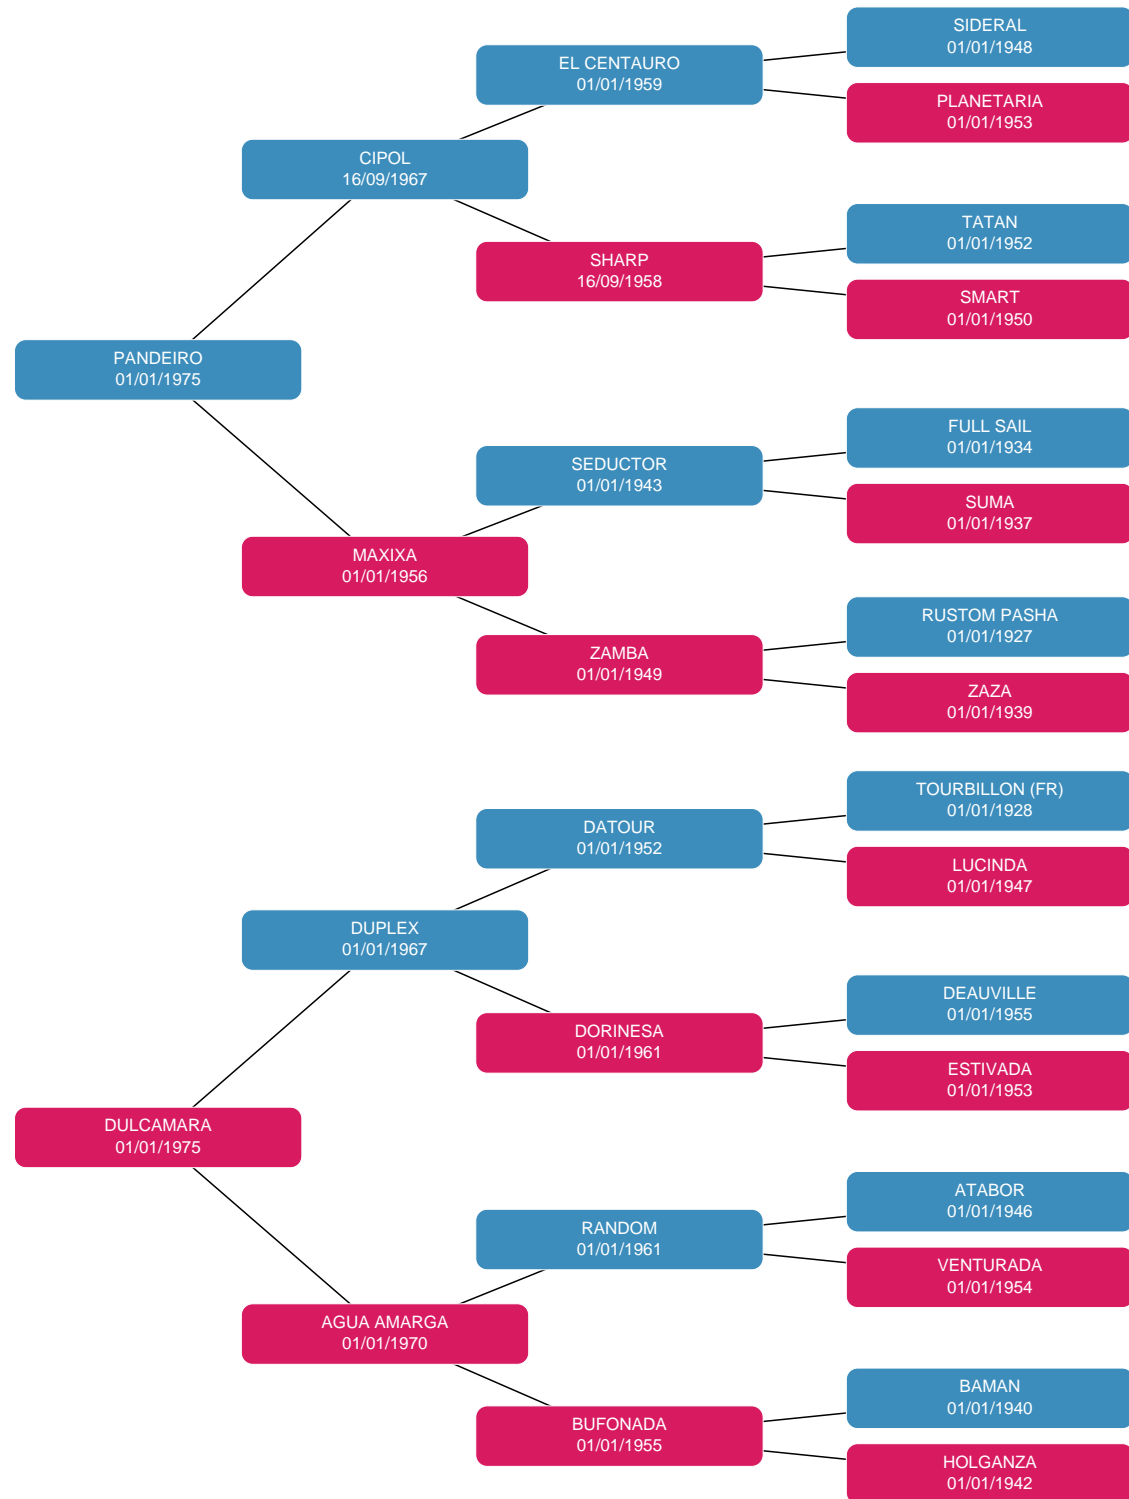 SIDERAL
01/01/1948
EL CENTAURO
01/01/1959
PLANETARIA
01/01/1953
CIPOL
16/09/1967
TATAN
01/01/1952
SHARP
16/09/1958
SMART
01/01/1950
PANDEIRO
01/01/1975
FULL SAIL
01/01/1934
SEDUCTOR
01/01/1943
SUMA
01/01/1937
MAXIXA
01/01/1956
RUSTOM PASHA
01/01/1927
ZAMBA
01/01/1949
ZAZA
01/01/1939
TOURBILLON (FR)
01/01/1928
DATOUR
01/01/1952
LUCINDA
01/01/1947
DUPLEX
01/01/1967
DEAUVILLE
01/01/1955
DORINESA
01/01/1961
ESTIVADA
01/01/1953
DULCAMARA
01/01/1975
ATABOR
01/01/1946
RANDOM
01/01/1961
VENTURADA
01/01/1954
AGUA AMARGA
01/01/1970
BAMAN
01/01/1940
BUFONADA
01/01/1955
HOLGANZA
01/01/1942